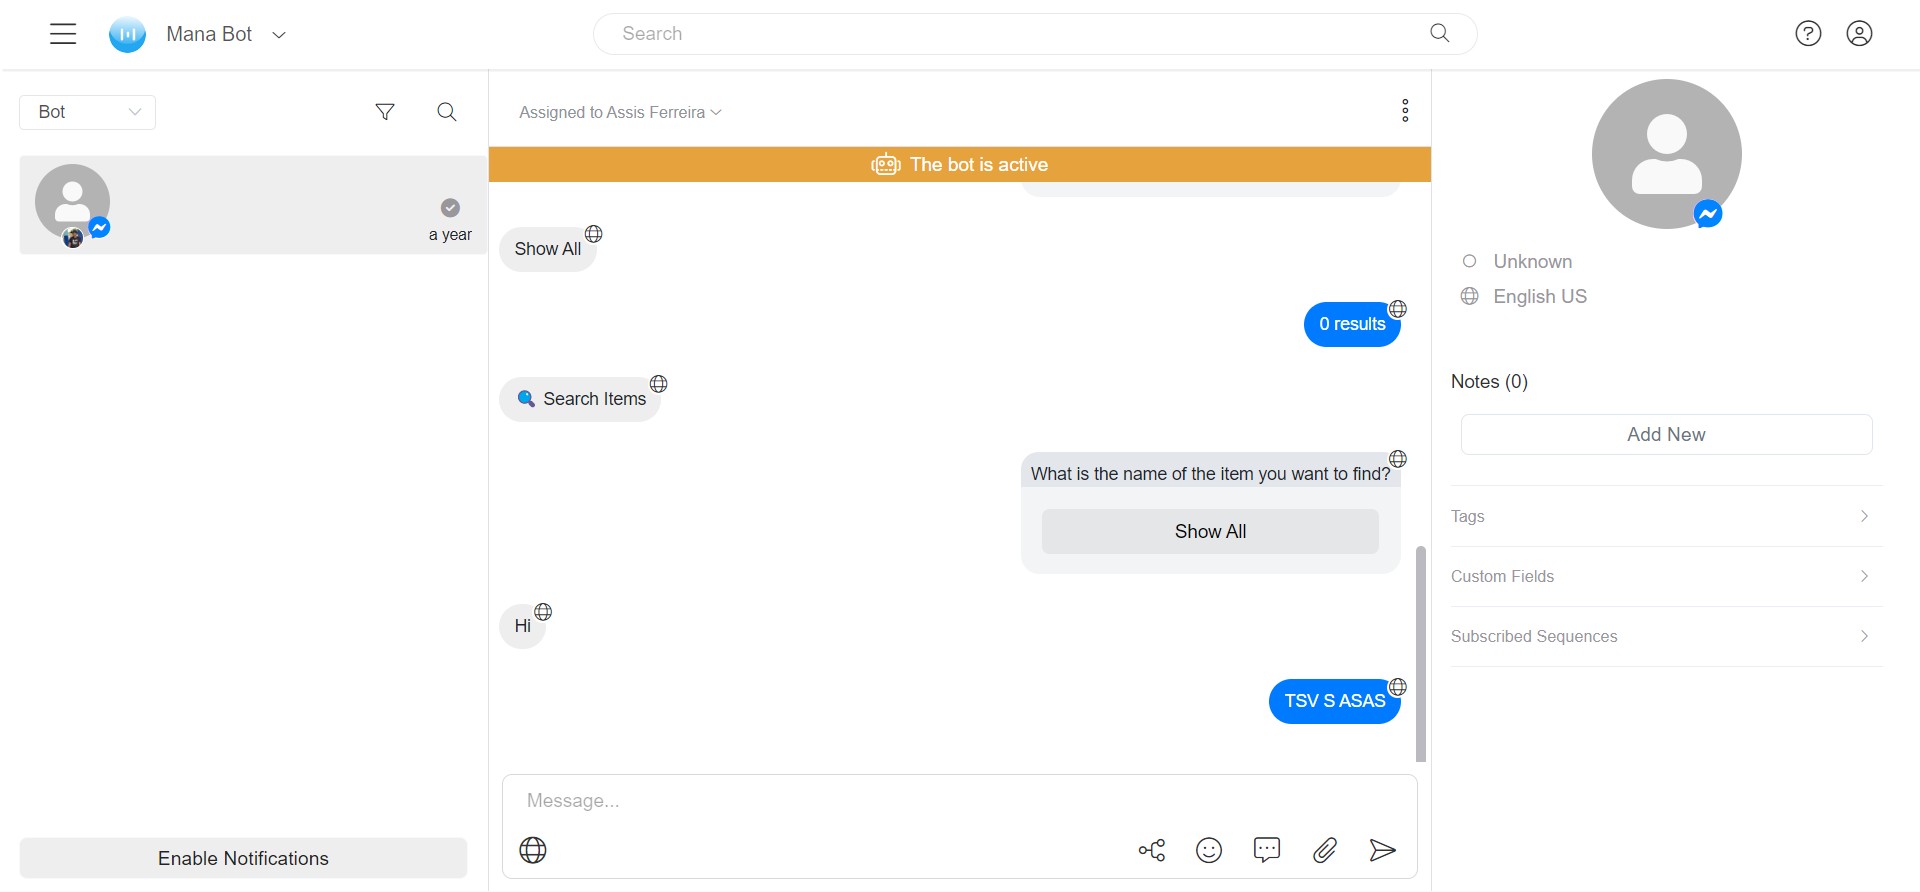 Mana Bot
Search
Bot
a year
Enable Notifications
Assigned to Assis Ferreira
The bot is active
Show All
0 results
Search Items
What is the name of the item you want to find?
Show All
Hi
TSV S ASAS
Message...
Unknown
English US
Notes (0)
Add New
Tags
Custom Fields
Subscribed Sequences